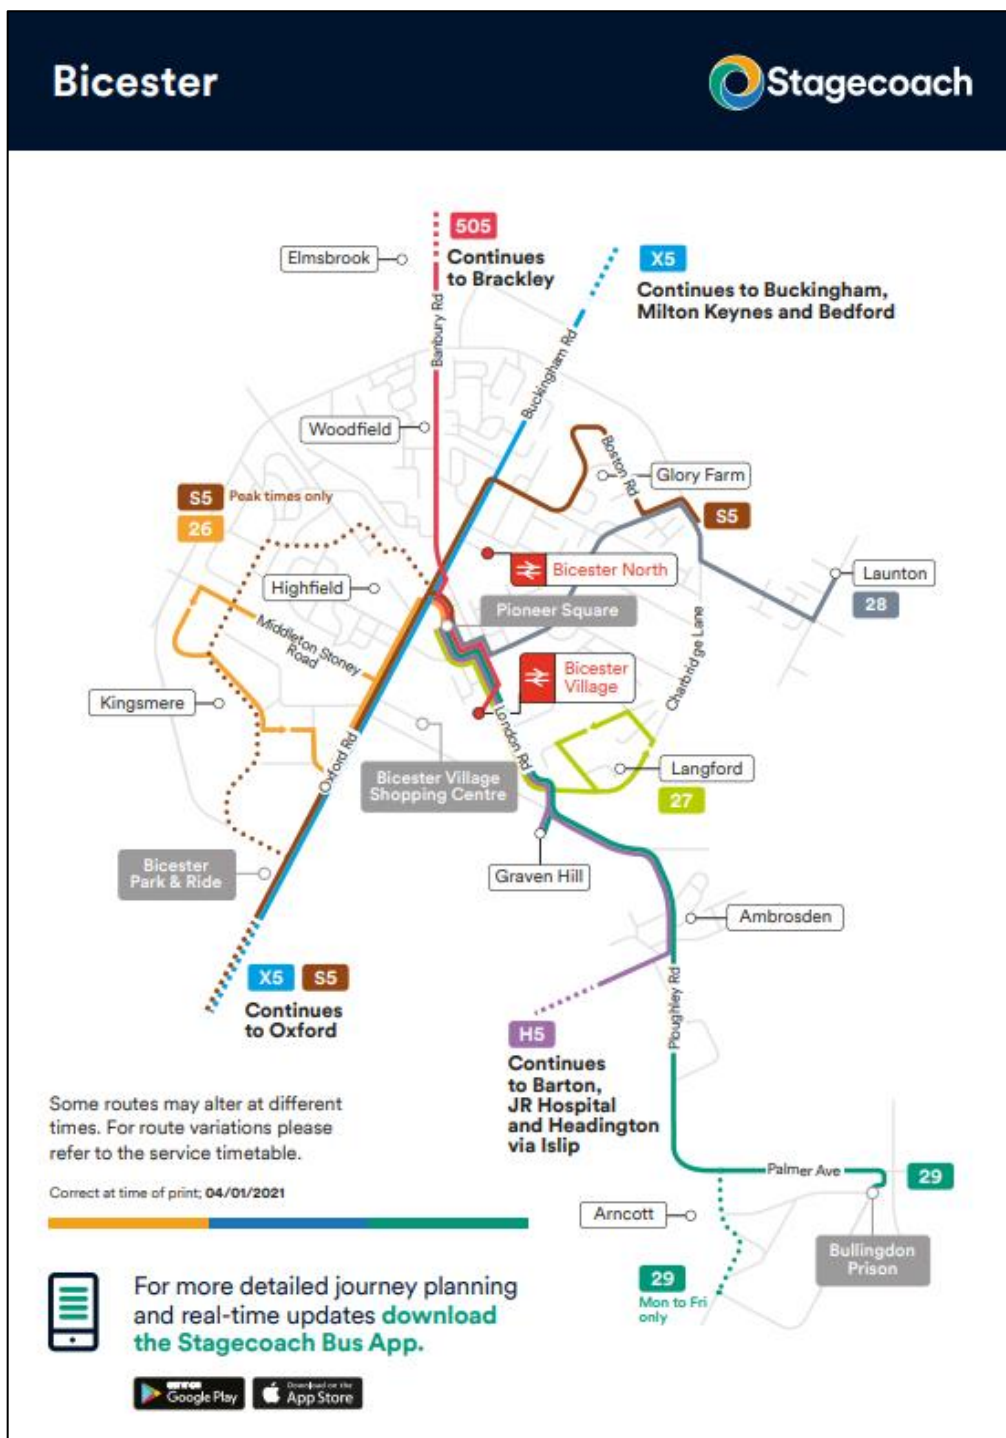 Bicester
Stagecoach
505
Continues
to Brackley
Elmsbrook
X5
Continues to Buckingham,
Milton Keynes and Bedford
Banbury Rd
Buckingham Rd
Woodfield
Boston Rd
Glory Farm
S5 Peak times only
26
S5
Bicester North
Launton
28
Highfield
Pioneer Square
Middleton Stoney
Road
Charbridge Lane
Bicester
Village
Kingsmere
London Rd
Oxford Rd
Bicester Village
Shopping Centre
Langford
27
Bicester
Park & Ride
Graven Hill
Ambrosden
X5 S5
Continues
to Oxford
Ploughley Rd
H5
Continues
to Barton,
JR Hospital
and Headington
via Islip
Some routes may alter at different
times. For route variations please
refer to the service timetable.
Correct at time of print; 04/01/2021
Palmer Ave
29
Arncott
Bullingdon
Prison
29
Mon to Fri
only
For more detailed journey planning
and real-time updates download
the Stagecoach Bus App.
Google Play
Download on the
App Store